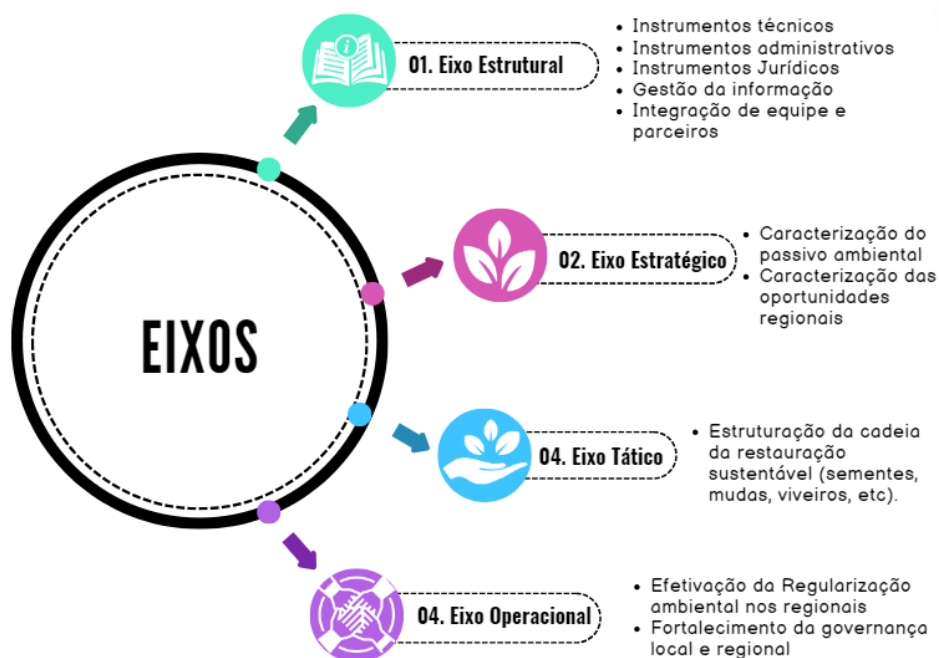 EIXOS
01. Eixo Estrutural
• Instrumentos técnicos
• Instrumentos administrativos
• Instrumentos Jurídicos
• Gestão da informação
• Integração de equipe e
parceiros
02. Eixo Estratégico
• Caracterização do
passivo ambiental
• Caracterização das
oportunidades
regionais
04. Eixo Tático
• Estruturação da cadeia
da restauração
sustentável (sementes,
mudas, viveiros, etc).
04. Eixo Operacional
• Efetivação da Regularização
ambiental nos regionais
• Fortalecimento da governança
local e regional